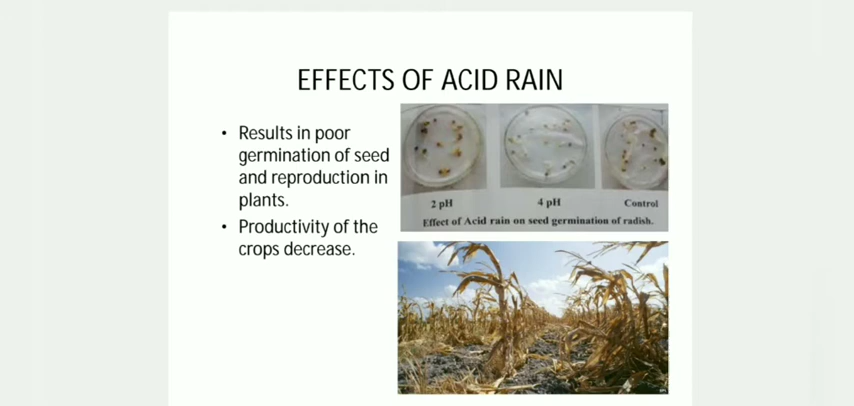 EFFECTS OF ACID RAIN
• Results in poor
germination of seed
and reproduction in
plants.
• Productivity of the
crops decrease.
2 pH 4 pH Control
Effect of Acid rain on seed germination of radish.